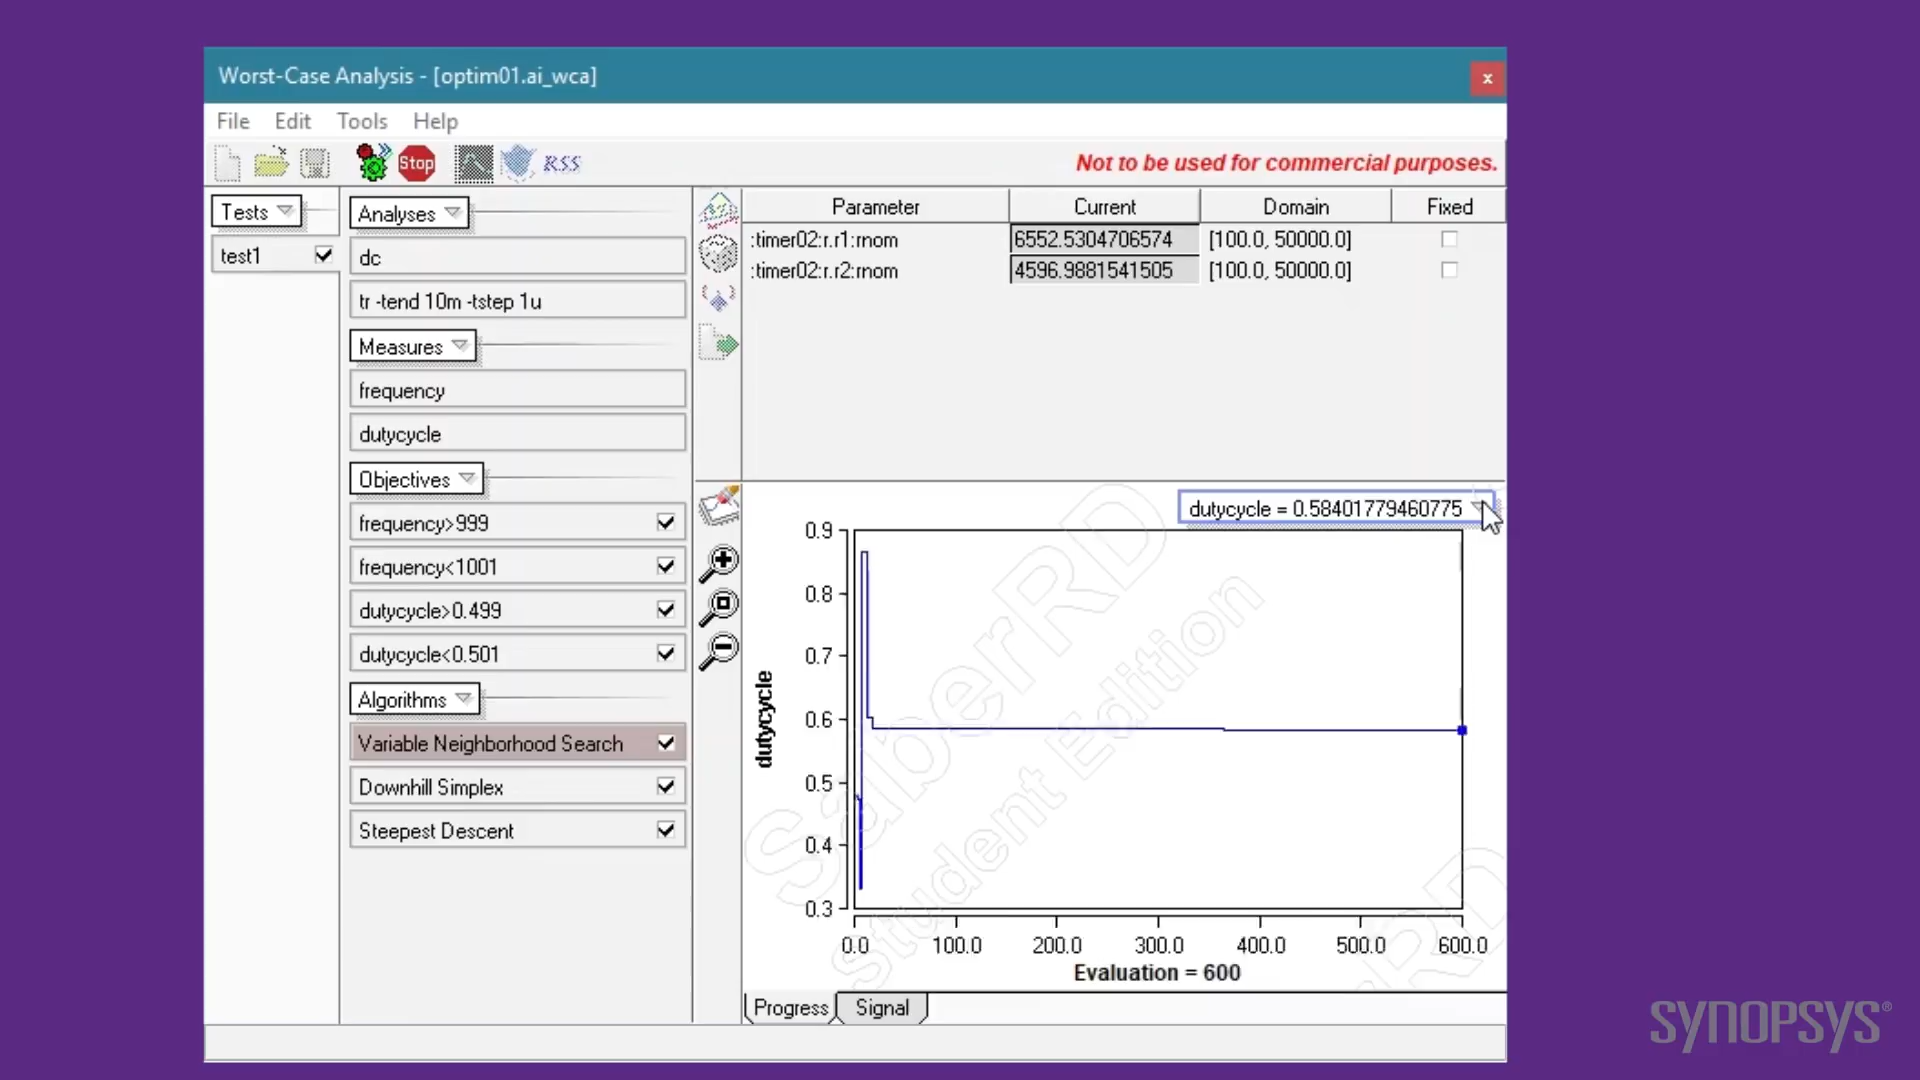 Worst-Case Analysis - [optim01.ai_wca]
x
File Edit Tools Help
Stop RSS
Not to be used for commercial purposes.
Tests
test1
Analyses
dc
tr -tend 10m -tstep 1u
Measures
frequency
dutycycle
Objectives
frequency>999
frequency<1001
dutycycle>0.499
dutycycle<0.501
Algorithms
Variable Neighborhood Search
Downhill Simplex
Steepest Descent
Parameter Current Domain Fixed
:timer02:r.r1:rnom 6552.5304706574 [100.0, 50000.0]
:timer02:r.r2:rnom 4596.9881541505 [100.0, 50000.0]
dutycycle = 0.58401779460775
0.9
0.8
0.7
0.6
0.5
0.4
0.3
dutycycle
SaberRD
Student Edition
0.0 100.0 200.0 300.0 400.0 500.0 600.0
Evaluation = 600
Progress Signal
SYNOPSYS®